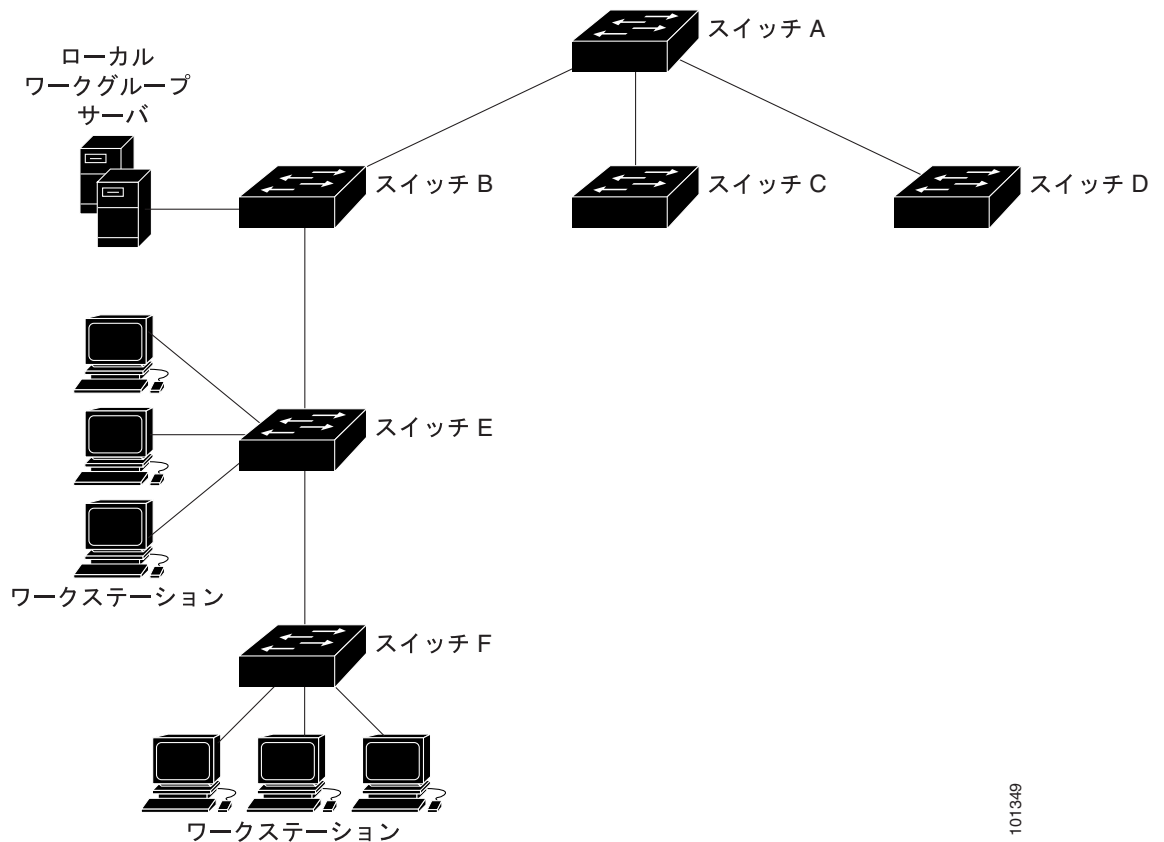 スイッチ A
ローカル
ワークグループ
サーバ
スイッチ B
スイッチ C
スイッチ D
スイッチ E
ワークステーション
スイッチ F
ワークステーション
101349